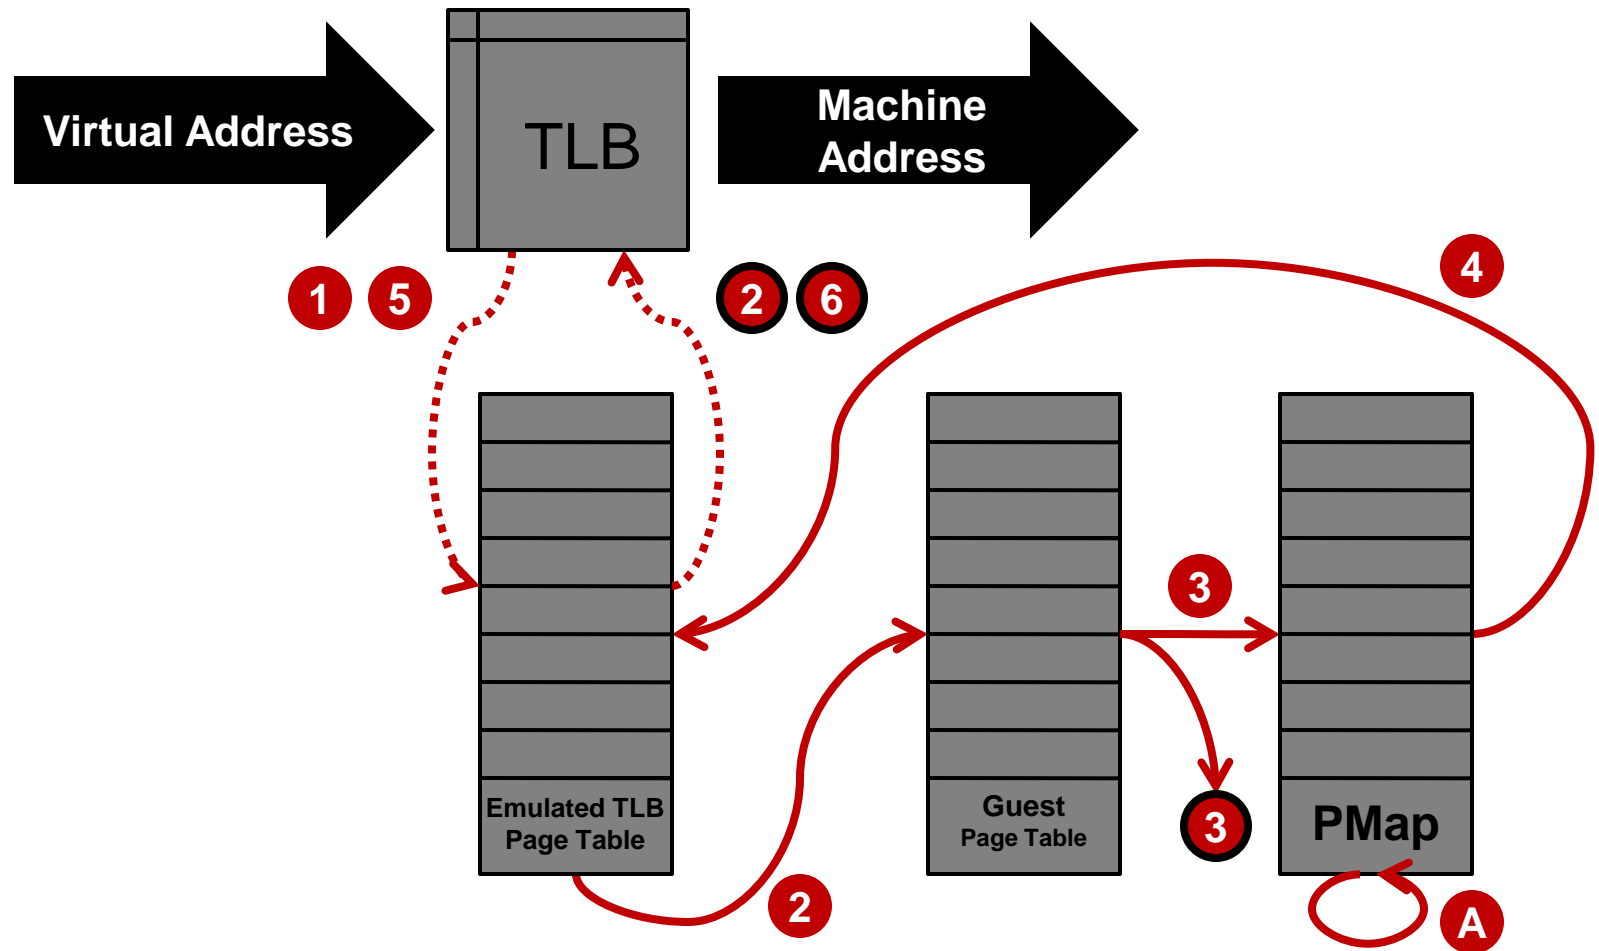 Virtual Address
TLB
Machine
Address
1
5
2
6
4
3
Emulated TLB
Page Table
Guest
Page Table
3
PMap
2
A